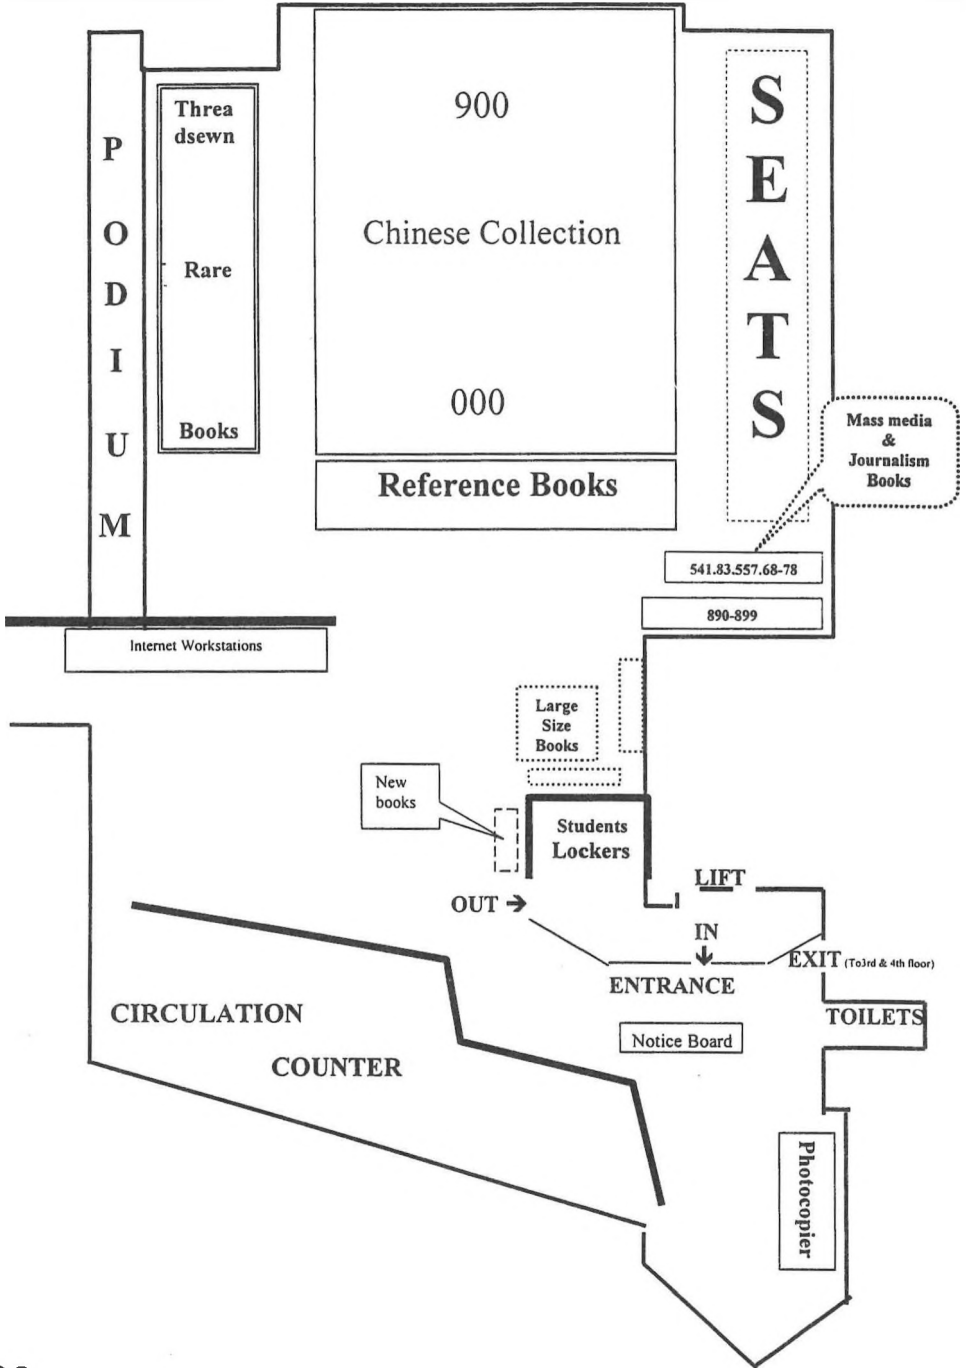 PODIUM
Threa
dsewn
Rare
Books
900
Chinese Collection
000
Reference Books
SEATS
Mass media
&
Journalism
Books
541.83.557.68-78
890-899
Internet Workstations
Large
Size
Books
New
books
Students
Lockers
LIFT
OUT →
IN
↓
EXIT (To3rd & 4th floor)
ENTRANCE
CIRCULATION
COUNTER
TOILETS
Notice Board
Photocopier